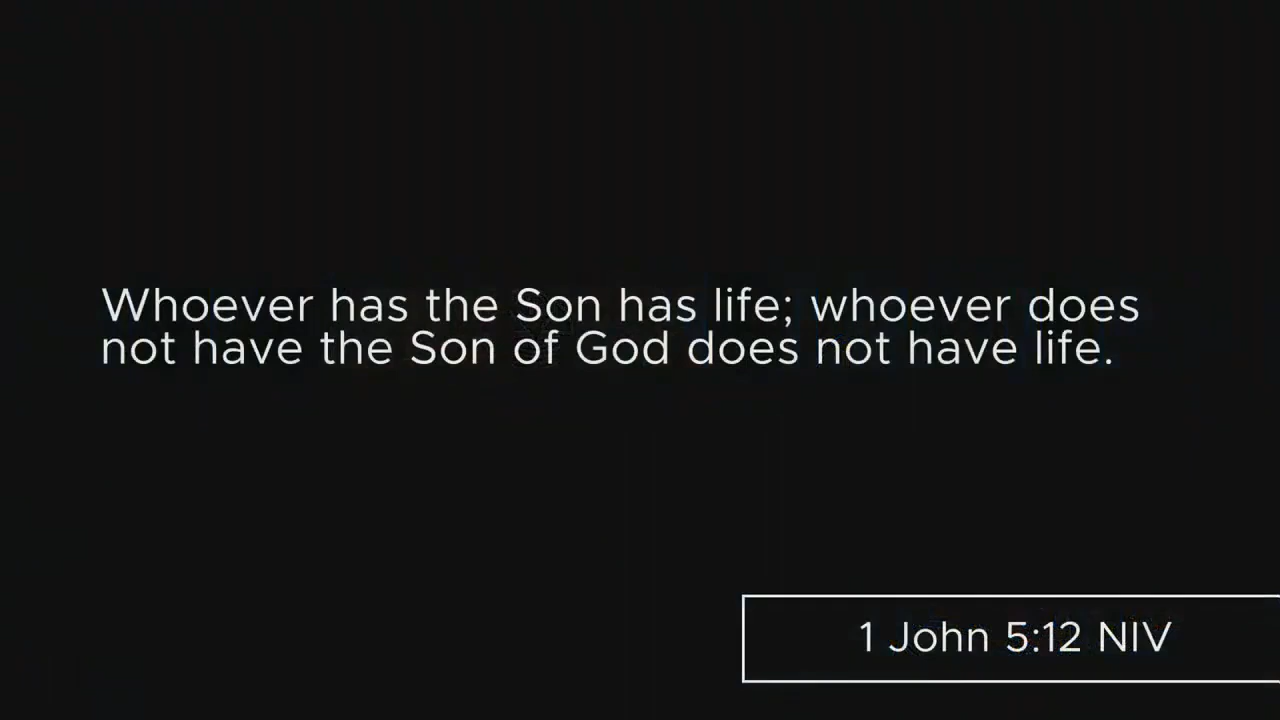 Whoever has the Son has life; whoever does
not have the Son of God does not have life.
1 John 5:12 NIV